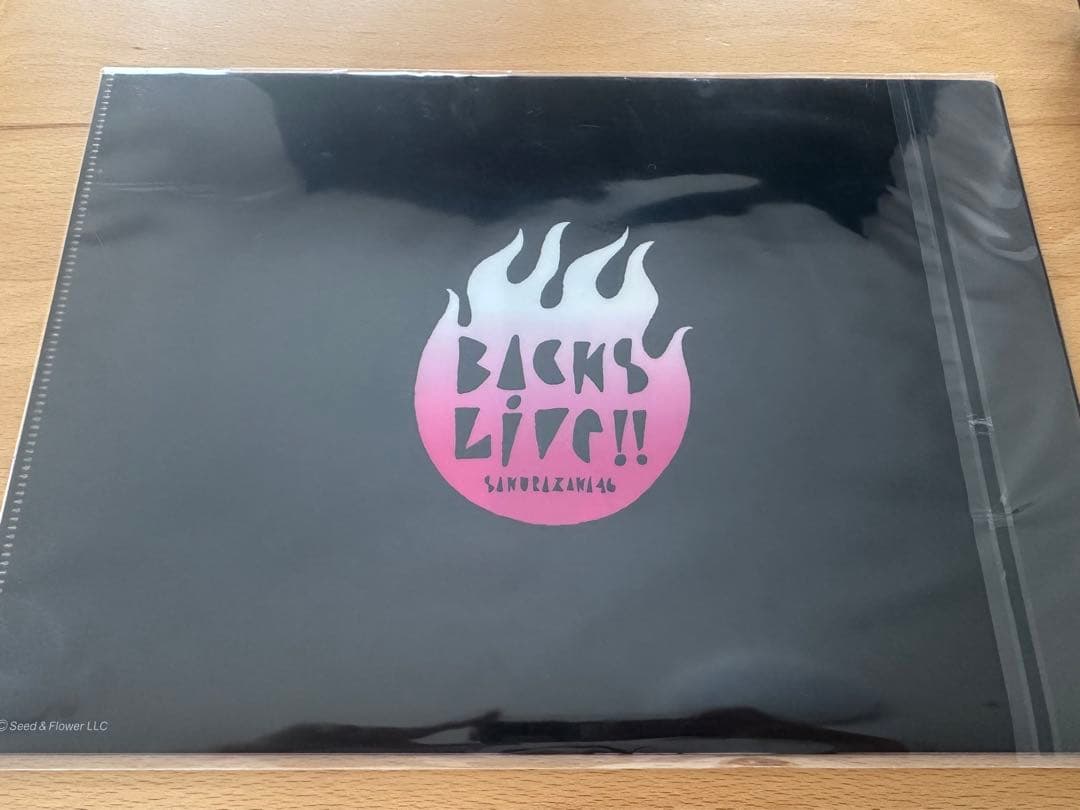 BACKS
Live!!
SAKURAZAKA46
© Seed & Flower LLC